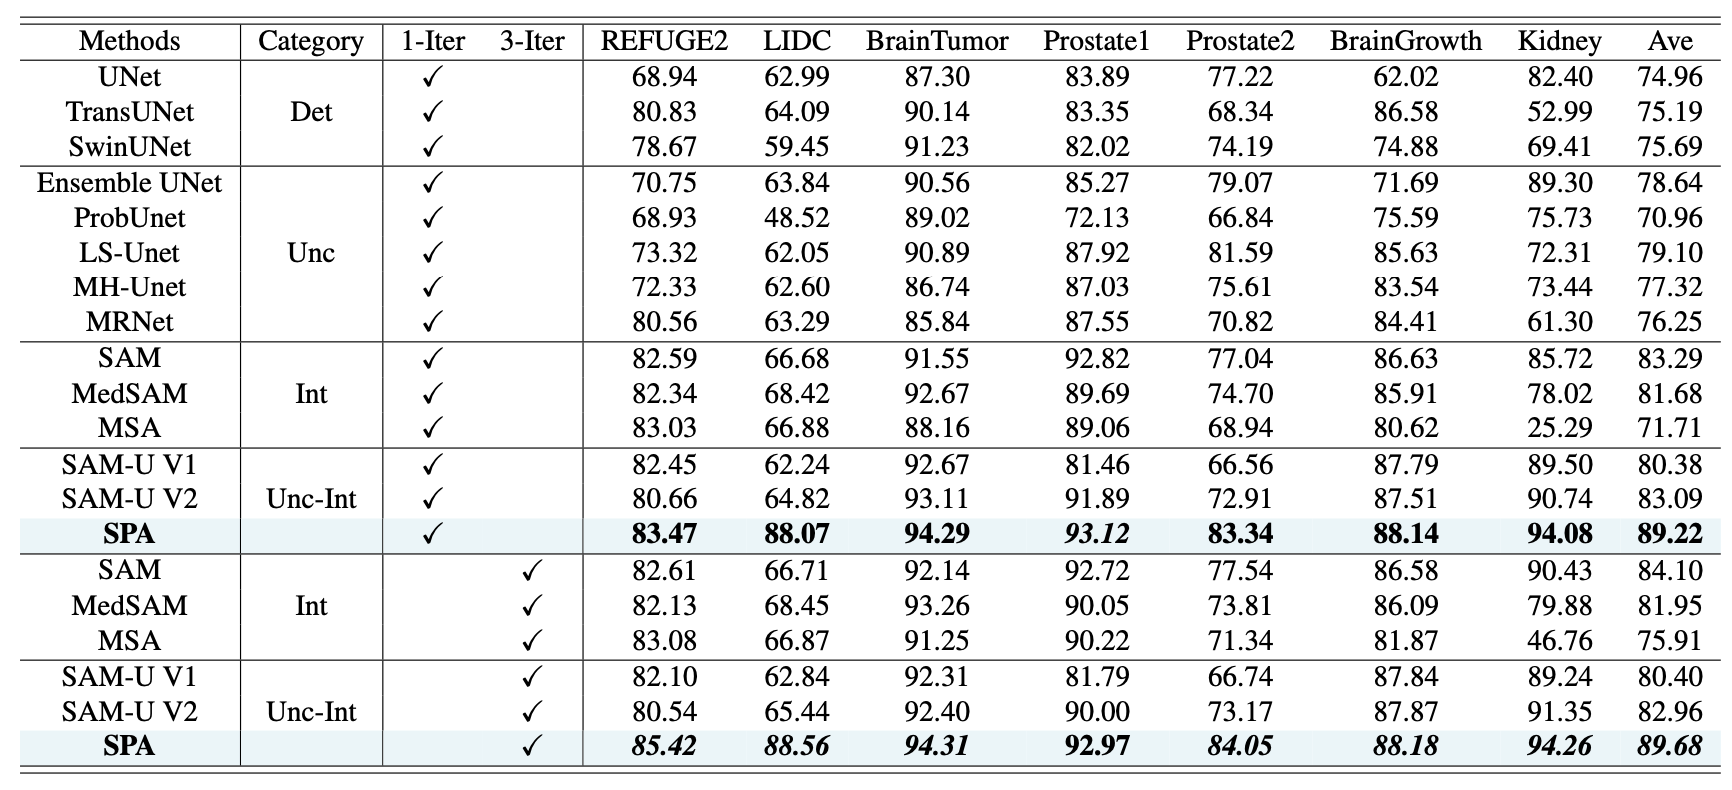 Methods Category 1-Iter 3-Iter REFUGE2 LIDC BrainTumor Prostate1 Prostate2 BrainGrowth Kidney Ave
UNet ✓ 68.94 62.99 87.30 83.89 77.22 62.02 82.40 74.96
TransUNet Det ✓ 80.83 64.09 90.14 83.35 68.34 86.58 52.99 75.19
SwinUNet ✓ 78.67 59.45 91.23 82.02 74.19 74.88 69.41 75.69
Ensemble UNet ✓ 70.75 63.84 90.56 85.27 79.07 71.69 89.30 78.64
ProbUnet ✓ 68.93 48.52 89.02 72.13 66.84 75.59 75.73 70.96
LS-Unet Unc ✓ 73.32 62.05 90.89 87.92 81.59 85.63 72.31 79.10
MH-Unet ✓ 72.33 62.60 86.74 87.03 75.61 83.54 73.44 77.32
MRNet ✓ 80.56 63.29 85.84 87.55 70.82 84.41 61.30 76.25
SAM ✓ 82.59 66.68 91.55 92.82 77.04 86.63 85.72 83.29
MedSAM Int ✓ 82.34 68.42 92.67 89.69 74.70 85.91 78.02 81.68
MSA ✓ 83.03 66.88 88.16 89.06 68.94 80.62 25.29 71.71
SAM-U V1 ✓ 82.45 62.24 92.67 81.46 66.56 87.79 89.50 80.38
SAM-U V2 Unc-Int ✓ 80.66 64.82 93.11 91.89 72.91 87.51 90.74 83.09
SPA ✓ 83.47 88.07 94.29 93.12 83.34 88.14 94.08 89.22
SAM ✓ 82.61 66.71 92.14 92.72 77.54 86.58 90.43 84.10
MedSAM Int ✓ 82.13 68.45 93.26 90.05 73.81 86.09 79.88 81.95
MSA ✓ 83.08 66.87 91.25 90.22 71.34 81.87 46.76 75.91
SAM-U V1 ✓ 82.10 62.84 92.31 81.79 66.74 87.84 89.24 80.40
SAM-U V2 Unc-Int ✓ 80.54 65.44 92.40 90.00 73.17 87.87 91.35 82.96
SPA ✓ 85.42 88.56 94.31 92.97 84.05 88.18 94.26 89.68